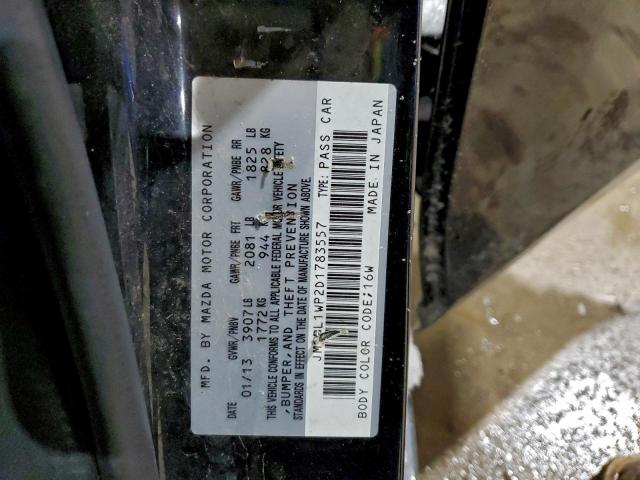 MFD. BY MAZDA MOTOR CORPORATION
DATE GVWR/PNBV GAWR/PNBE FRT GAWR/PNBE RR
01/13 3907 LB 2081 LB 1825 LB
1772 KG 944 KG 828 KG
THIS VEHICLE CONFORMS TO ALL APPLICABLE FEDERAL MOTOR VEHICLE SAFETY
,BUMPER, AND THEFT PREVENTION
STANDARDS IN EFFECT ON THE DATE OF MANUFACTURE SHOWN ABOVE.
TYPE: PASS CAR
BODY COLOR CODE;16W MADE IN JAPAN